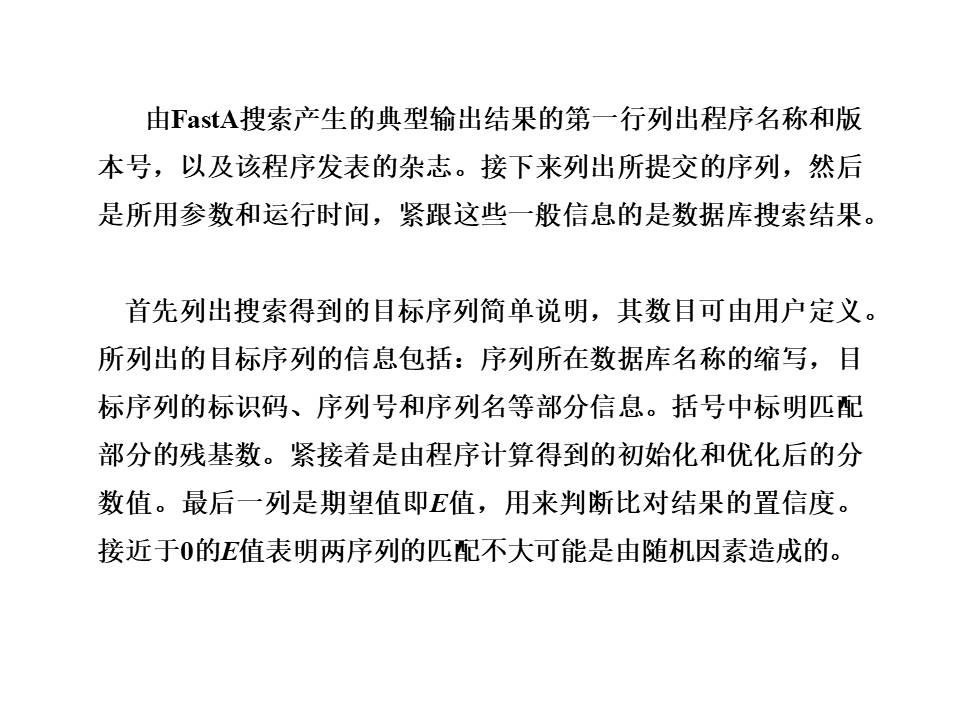 由FastA搜索产生的典型输出结果的第一行列出程序名称和版
本号，以及该程序发表的杂志。接下来列出所提交的序列，然后
是所用参数和运行时间，紧跟这些一般信息的是数据库搜索结果。
首先列出搜索得到的目标序列简单说明，其数目可由用户定义。
所列出的目标序列的信息包括：序列所在数据库名称的缩写，目
标序列的标识码、序列号和序列名等部分信息。括号中标明匹配
部分的残基数。紧接着是由程序计算得到的初始化和优化后的分
数值。最后一列是期望值即E值，用来判断比对结果的置信度。
接近于0的E值表明两序列的匹配不大可能是由随机因素造成的。